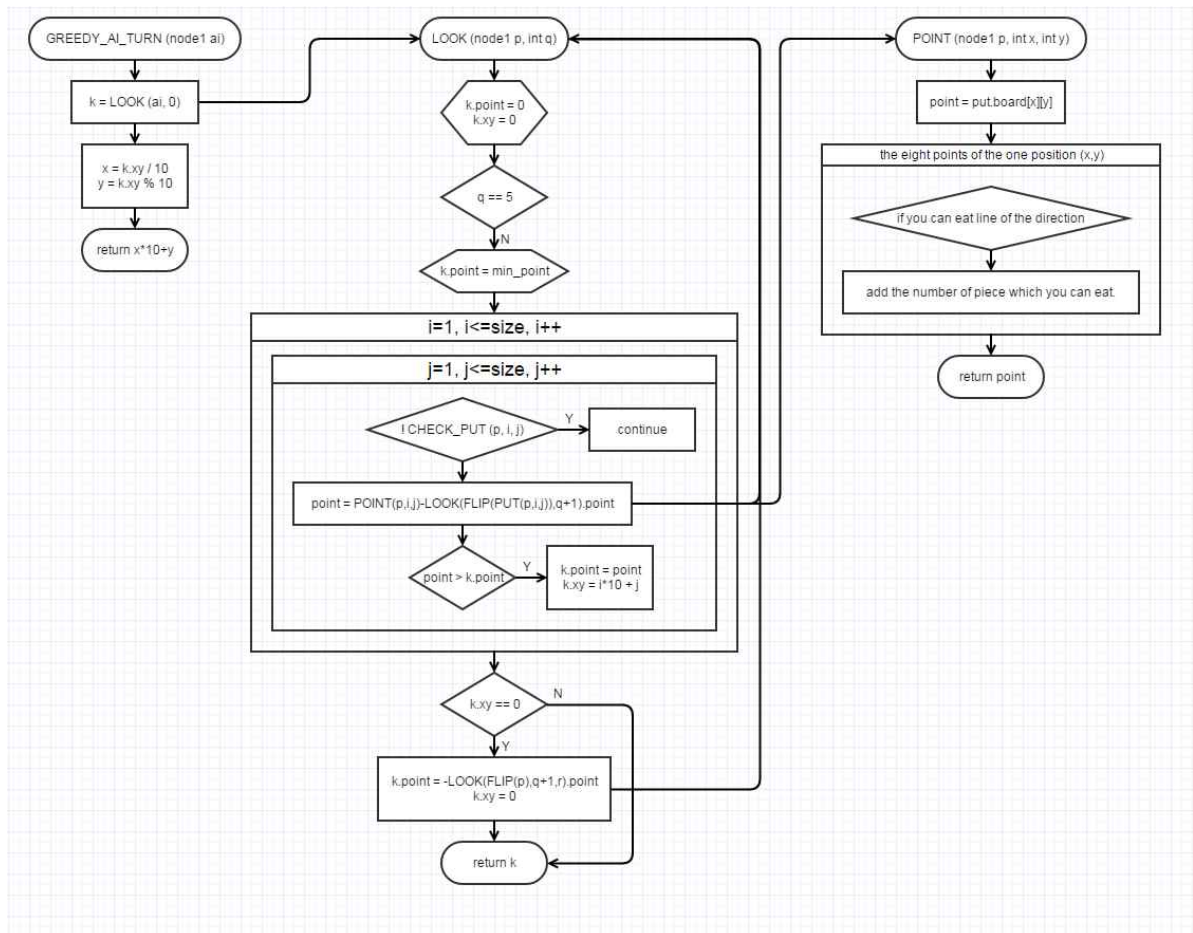 GREEDY_AI_TURN (node1 ai)
k = LOOK (ai, 0)
x = k.xy / 10
y = k.xy % 10
return x*10+y
LOOK (node1 p, int q)
k.point = 0
k.xy = 0
q == 5
N
k.point = min_point
i=1, i<=size, i++
j=1, j<=size, j++
! CHECK_PUT (p, i, j)
Y
continue
point = POINT(p,i,j)-LOOK(FLIP(PUT(p,i,j)),q+1).point
point > k.point
Y
k.point = point
k.xy = i*10 + j
k.xy == 0
N
Y
k.point = -LOOK(FLIP(p),q+1,r).point
k.xy = 0
return k
POINT (node1 p, int x, int y)
point = put.board[x][y]
the eight points of the one position (x,y)
if you can eat line of the direction
add the number of piece which you can eat.
return point